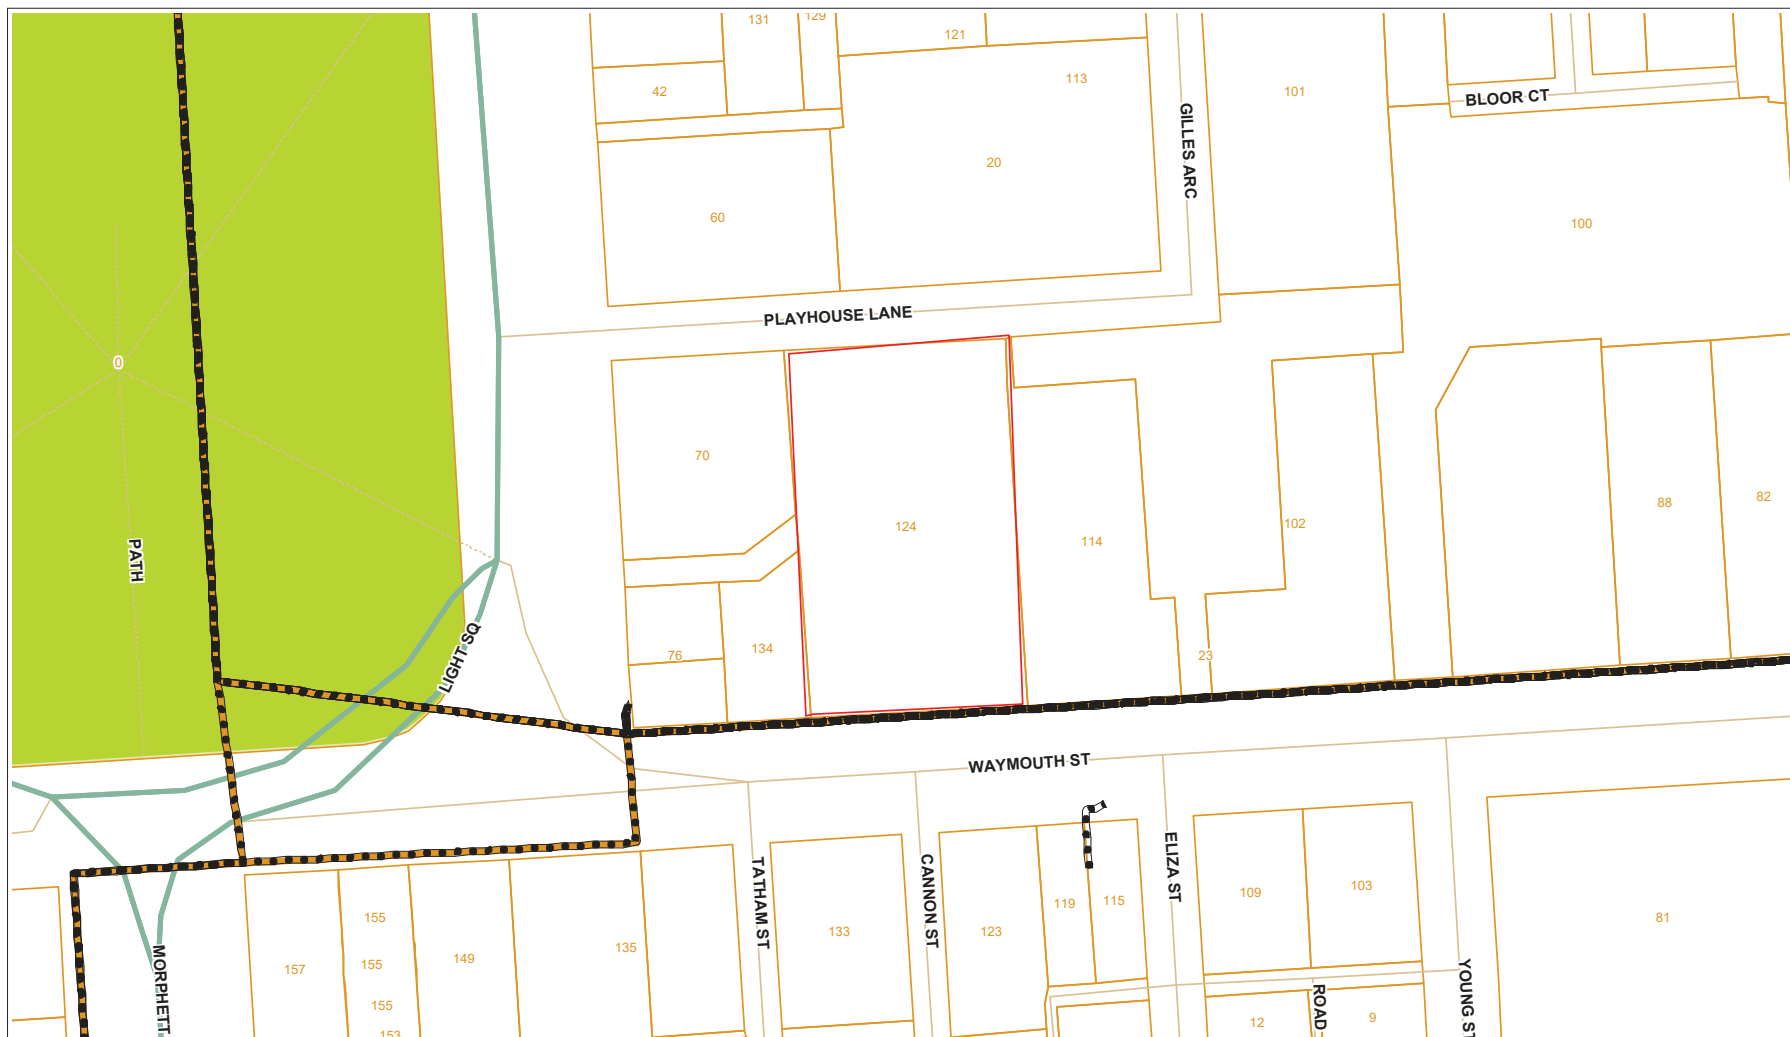 131
129
121
113
42
101
BLOOR CT
GILLES ARC
20
60
100
PLAYHOUSE LANE
0
70
124
114
102
88
82
PATH
LIGHT SQ
76
134
23
WAYMOUTH ST
TATHAM ST
CANNON ST
ELIZA ST
119
115
109
103
155
133
123
135
81
157
155
149
MORPHETT
155
153
ROAD
YOUNG ST
12
9